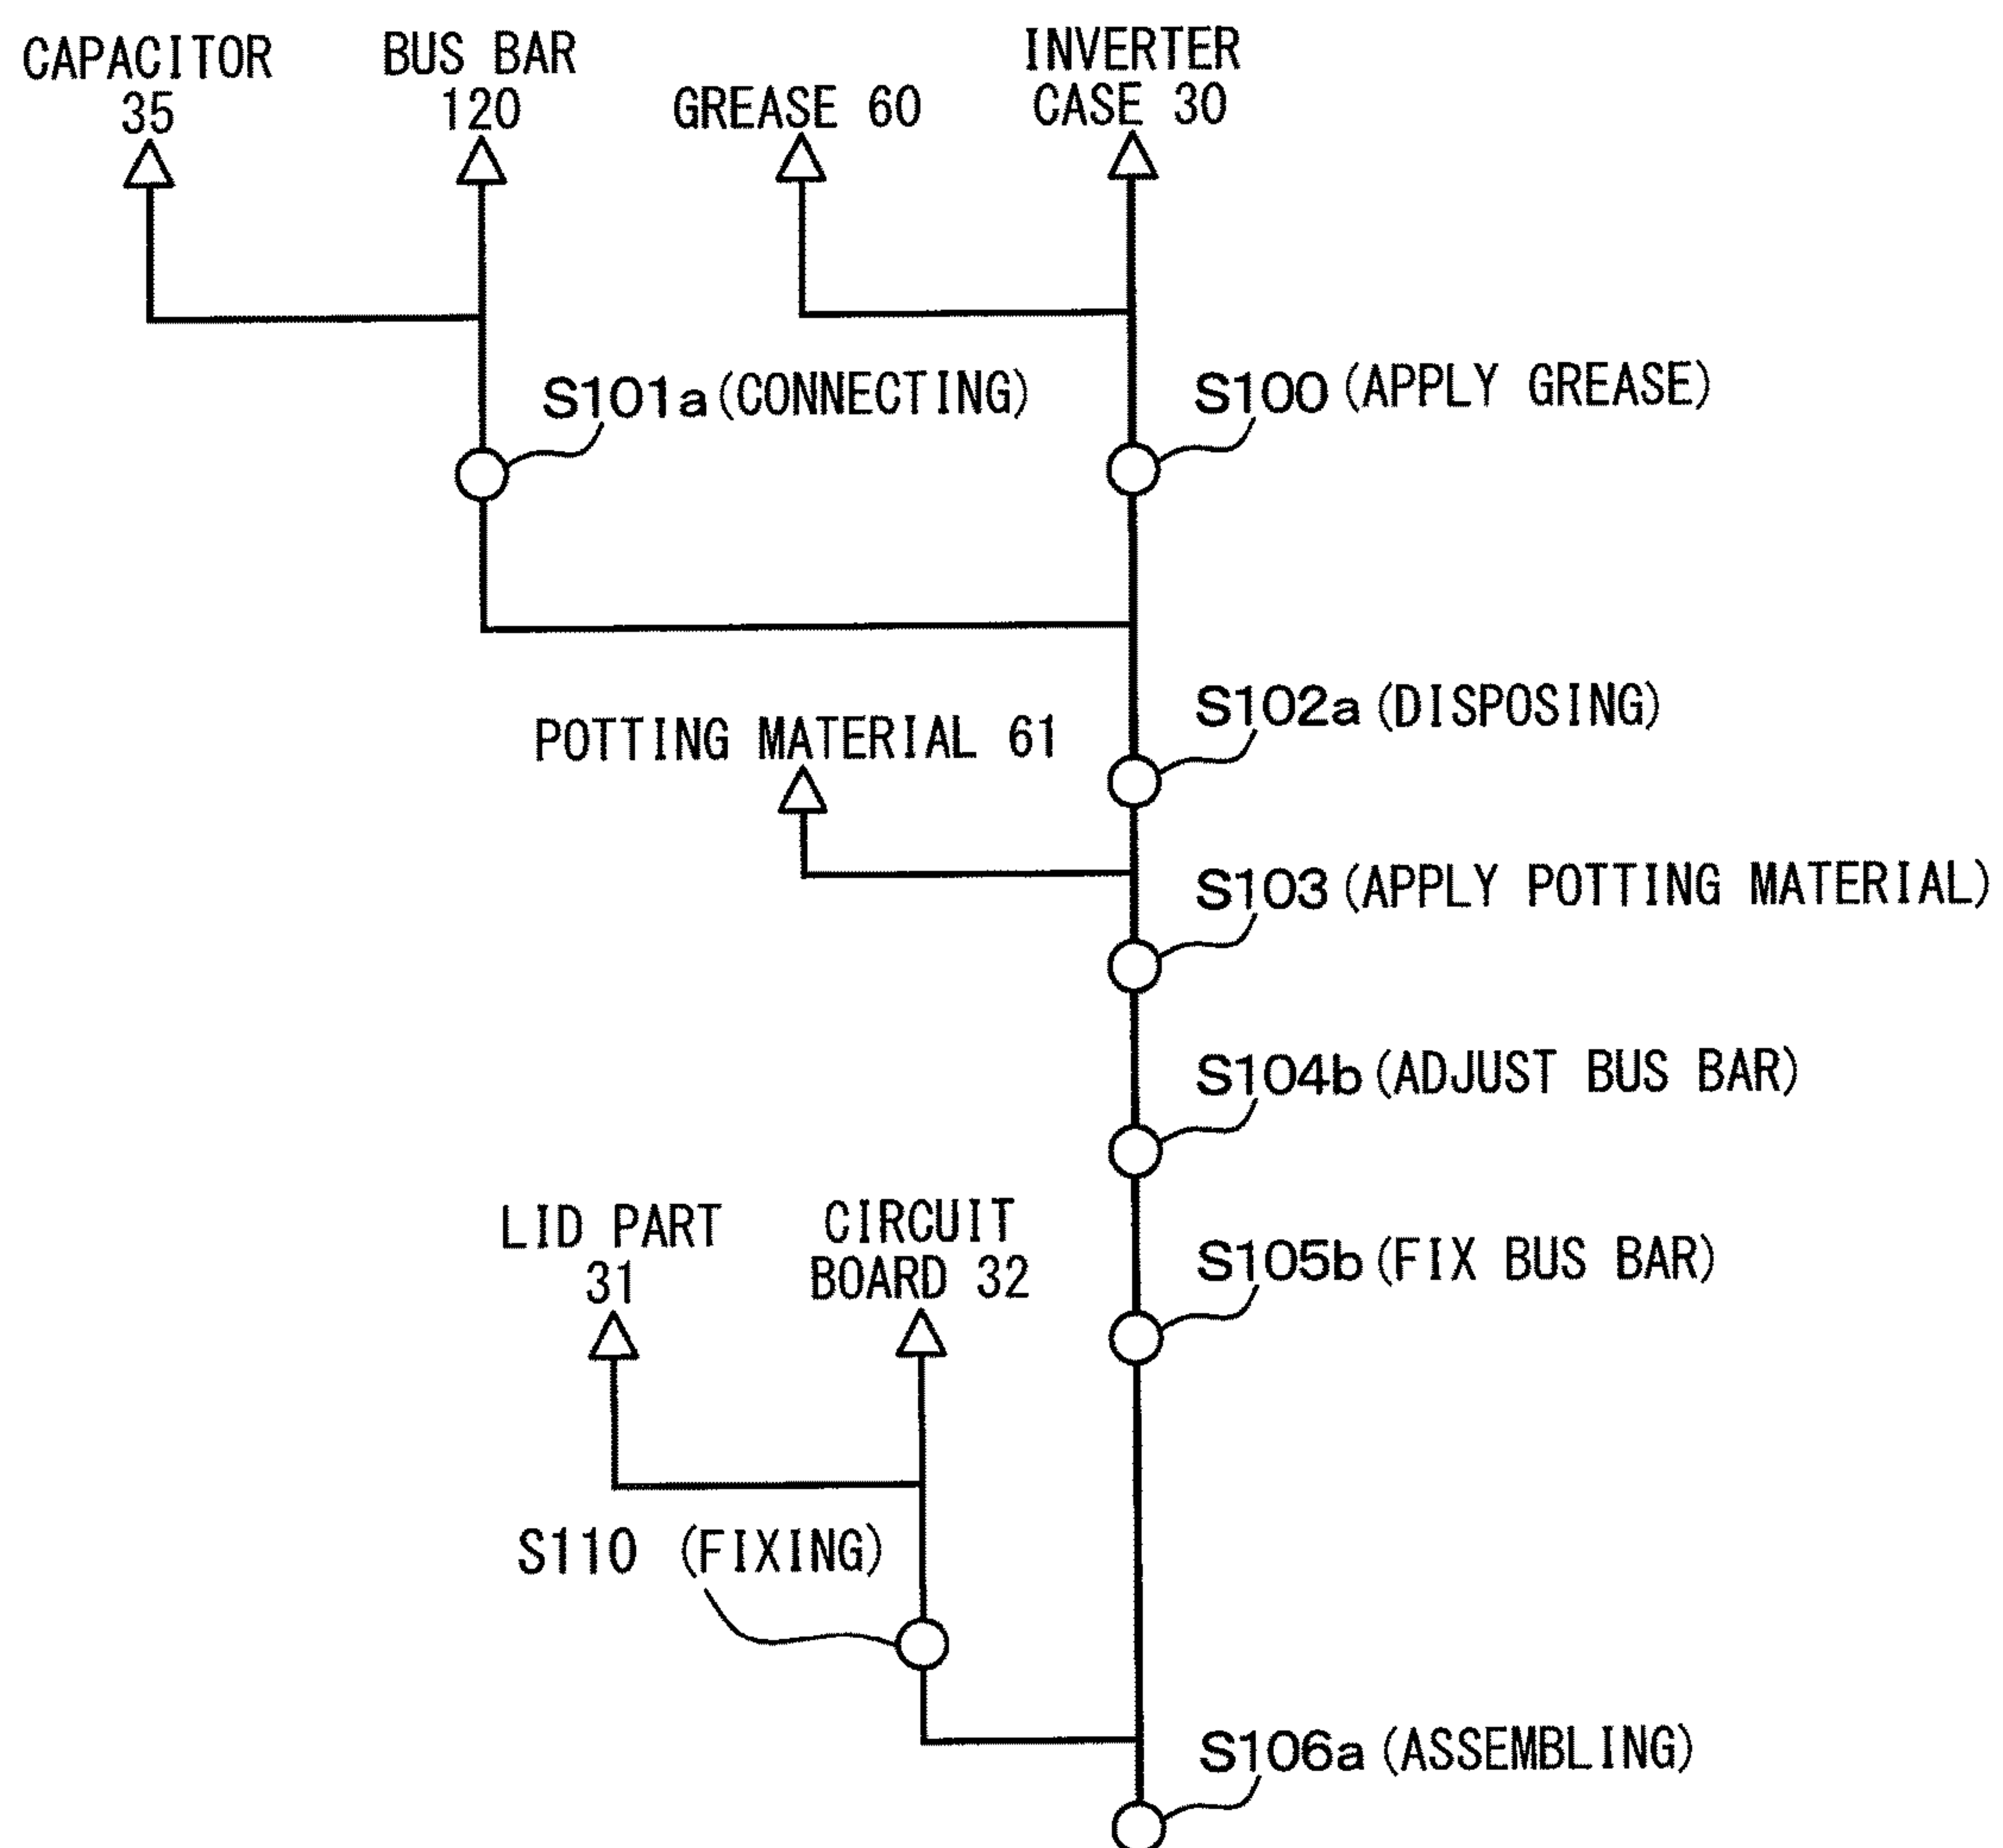 CAPACITOR
35
BUS BAR
120
GREASE 60
INVERTER
CASE 30
S101a (CONNECTING)
S100 (APPLY GREASE)
S102a (DISPOSING)
POTTING MATERIAL 61
S103 (APPLY POTTING MATERIAL)
S104b (ADJUST BUS BAR)
LID PART
31
CIRCUIT
BOARD 32
S105b (FIX BUS BAR)
S110 (FIXING)
S106a (ASSEMBLING)